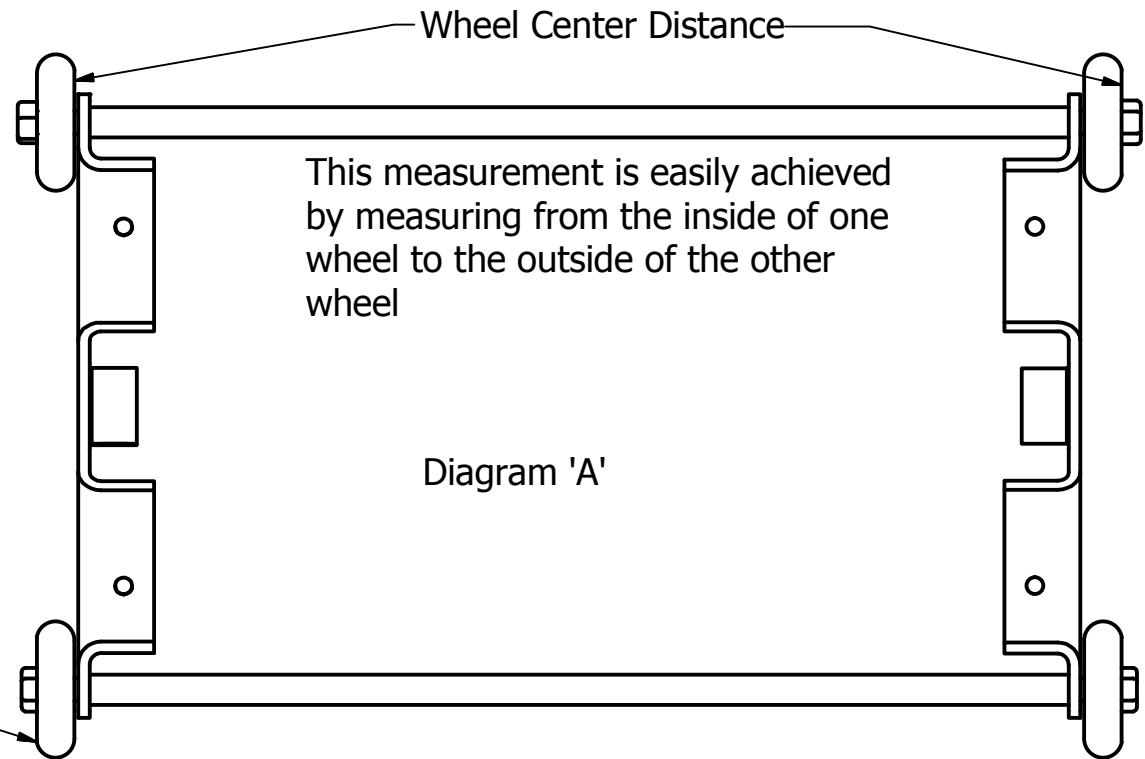 Wheel Center Distance
This measurement is easily achieved
by measuring from the inside of one
wheel to the outside of the other
wheel
Diagram 'A'